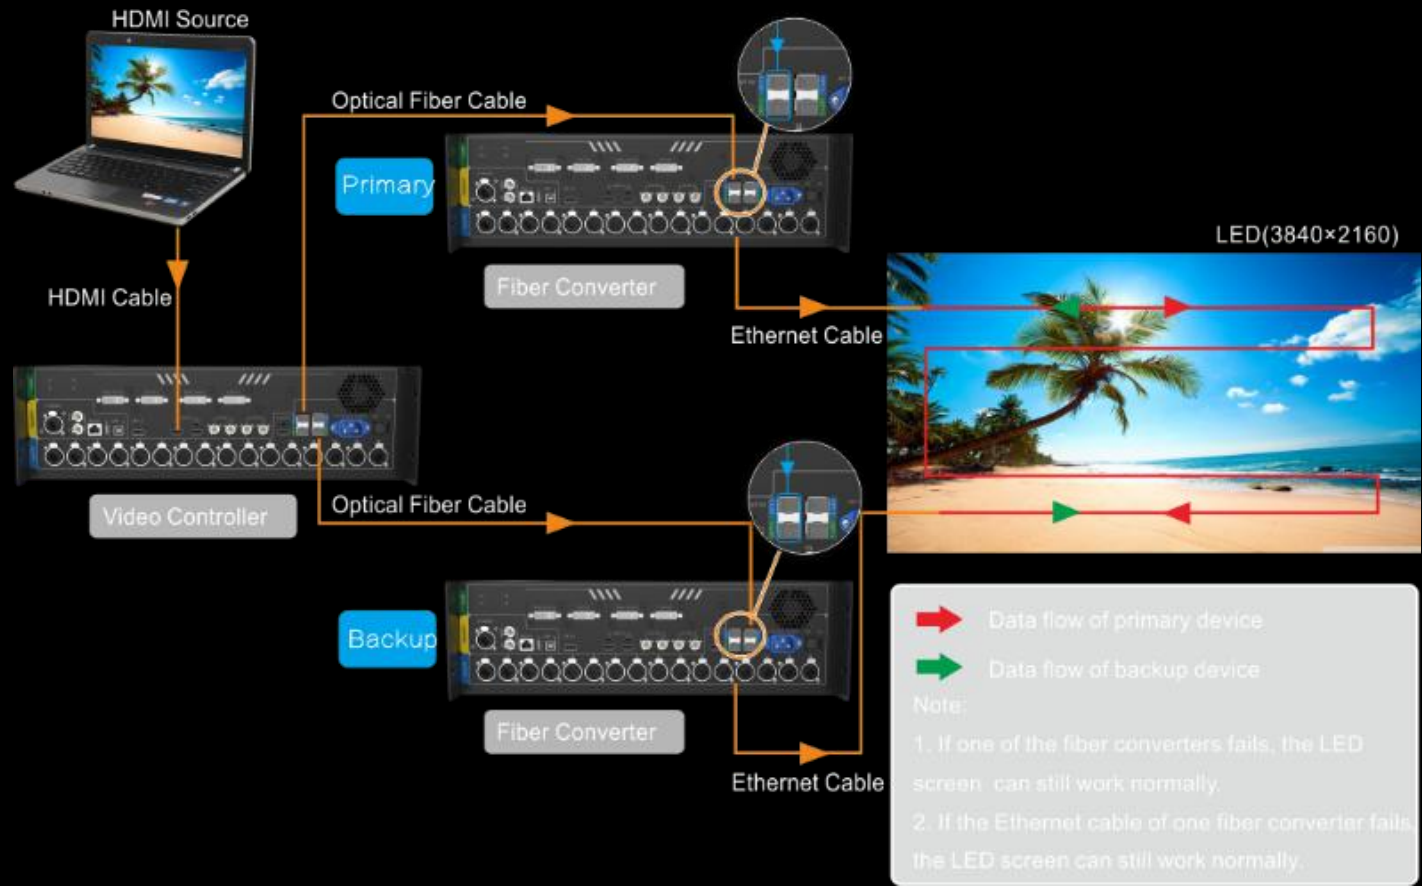 HDMI Source
Optical Fiber Cable
Primary
LED(3840×2160)
Fiber Converter
HDMI Cable
Ethernet Cable
Optical Fiber Cable
Video Controller
Backup
Fiber Converter
Ethernet Cable
Data flow of primary device
Data flow of backup device
Note:
1. If one of the fiber converters fails, the LED
screen can still work normally.
2. If the Ethernet cable of one fiber converter fails,
the LED screen can still work normally.